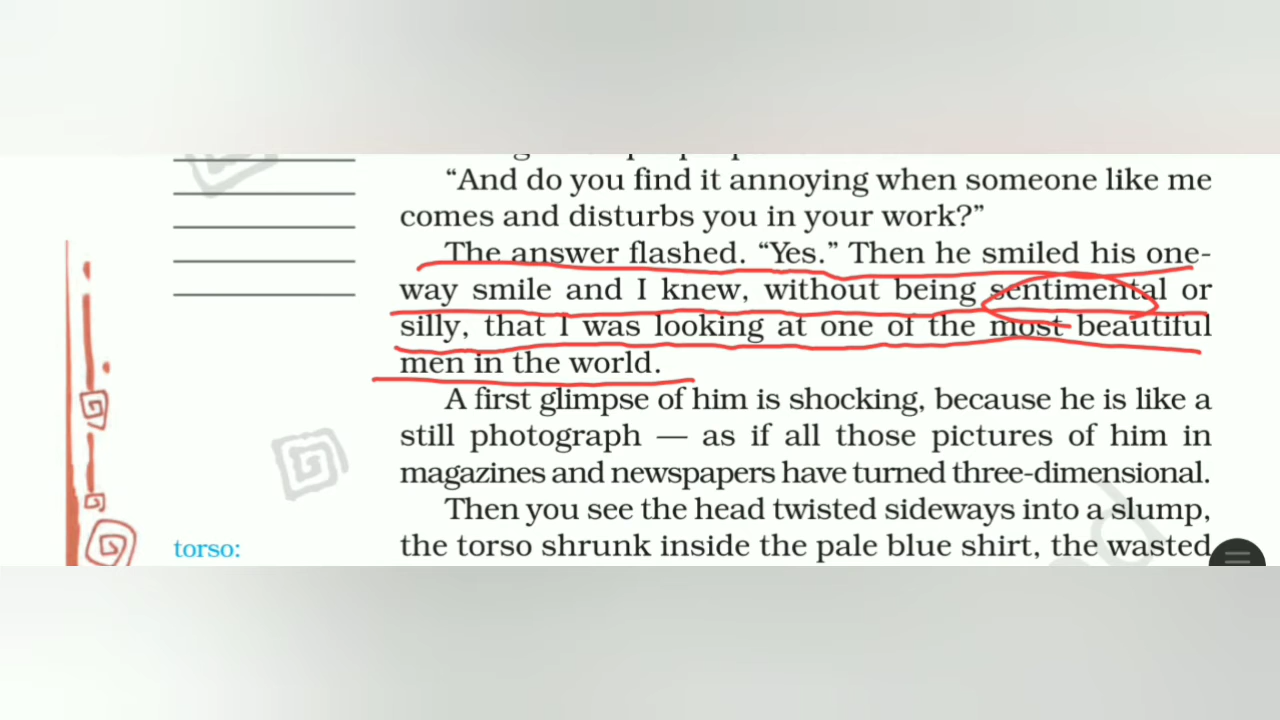 “And do you find it annoying when someone like me
comes and disturbs you in your work?”
The answer flashed. “Yes.” Then he smiled his one-
way smile and I knew, without being sentimental or
silly, that I was looking at one of the most beautiful
men in the world.
A first glimpse of him is shocking, because he is like a
still photograph — as if all those pictures of him in
magazines and newspapers have turned three-dimensional.
Then you see the head twisted sideways into a slump,
torso:
the torso shrunk inside the pale blue shirt, the wasted